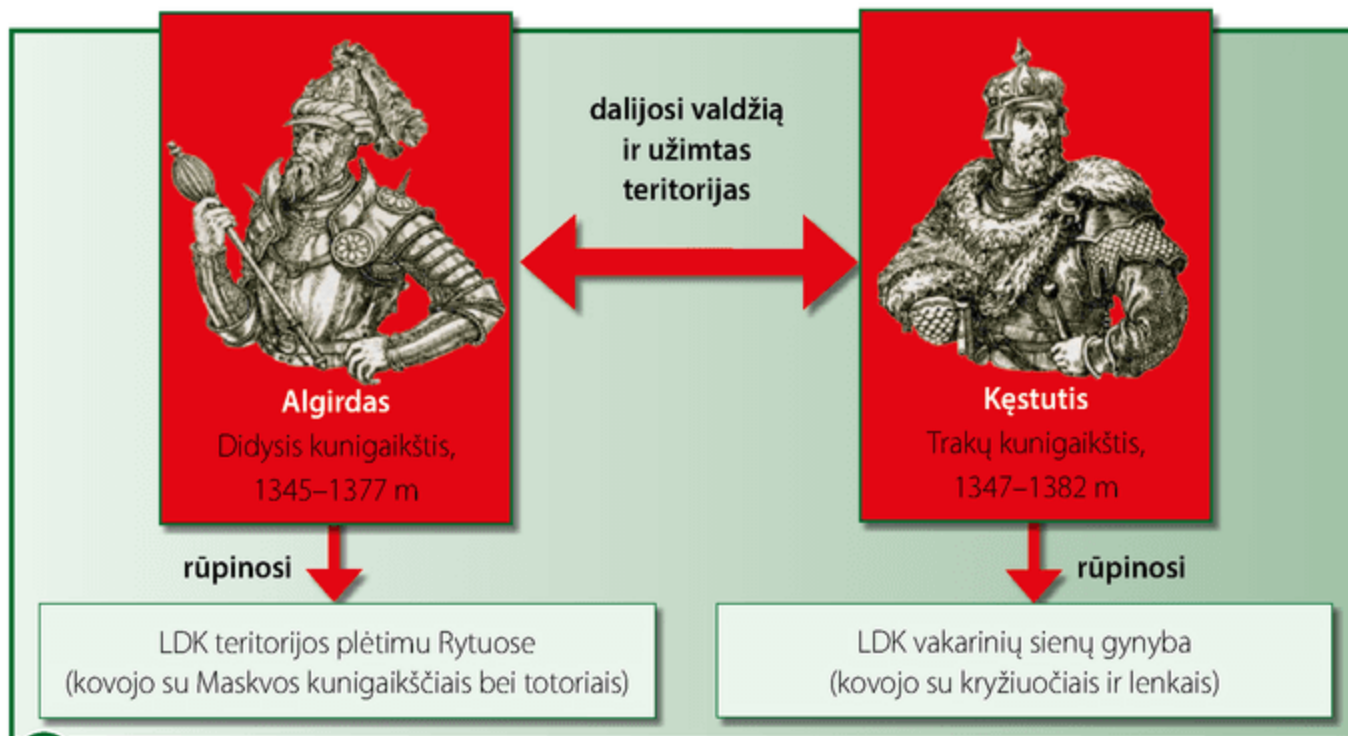 dalijosi valdžią
ir užimtas
teritorijas
Algirdas
Didysis kunigaikštis,
1345–1377 m
Kęstutis
Trakų kunigaikštis,
1347–1382 m
rūpinosi
rūpinosi
LDK teritorijos plėtimu Rytuose
(kovojo su Maskvos kunigaikščiais bei totoriais)
LDK vakarinių sienų gynyba
(kovojo su kryžiuočiais ir lenkais)